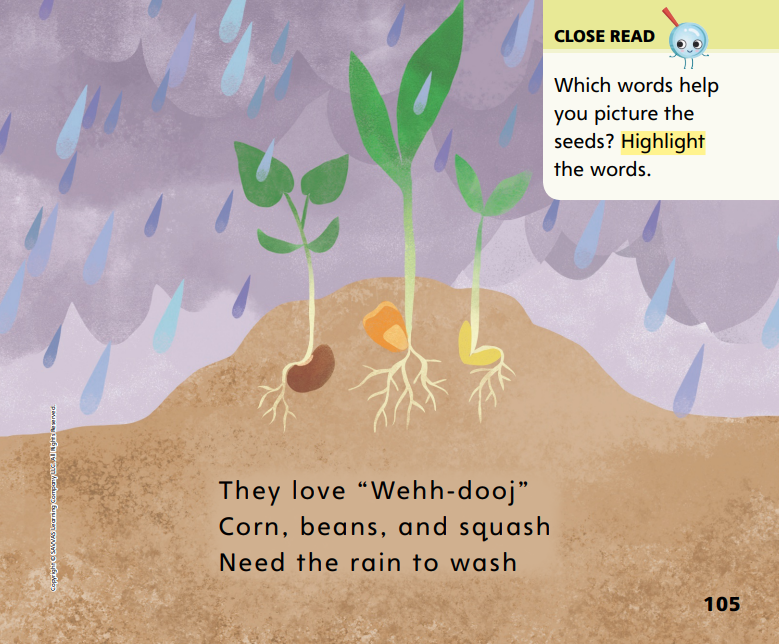 CLOSE READ
Which words help
you picture the
seeds? Highlight
the words.
They love “Wehh-dooj”
Corn, beans, and squash
Need the rain to wash
105
Copyright © SAVVAS Learning Company LLC. All Rights Reserved.